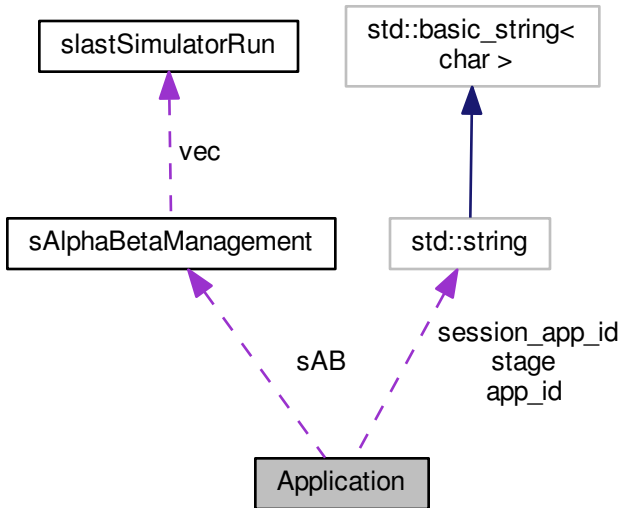 slastSimulatorRun
std::basic_string<
char >
vec
sAlphaBetaManagement
std::string
sAB
session_app_id
stage
app_id
Application